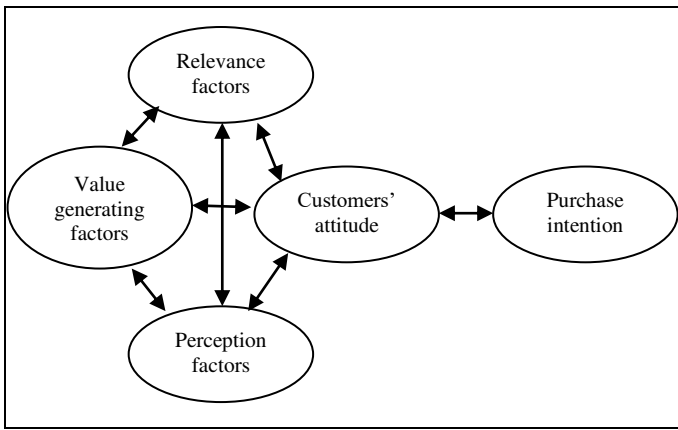 Relevance
factors
Value
generating
factors
Customers’
attitude
Purchase
intention
Perception
factors